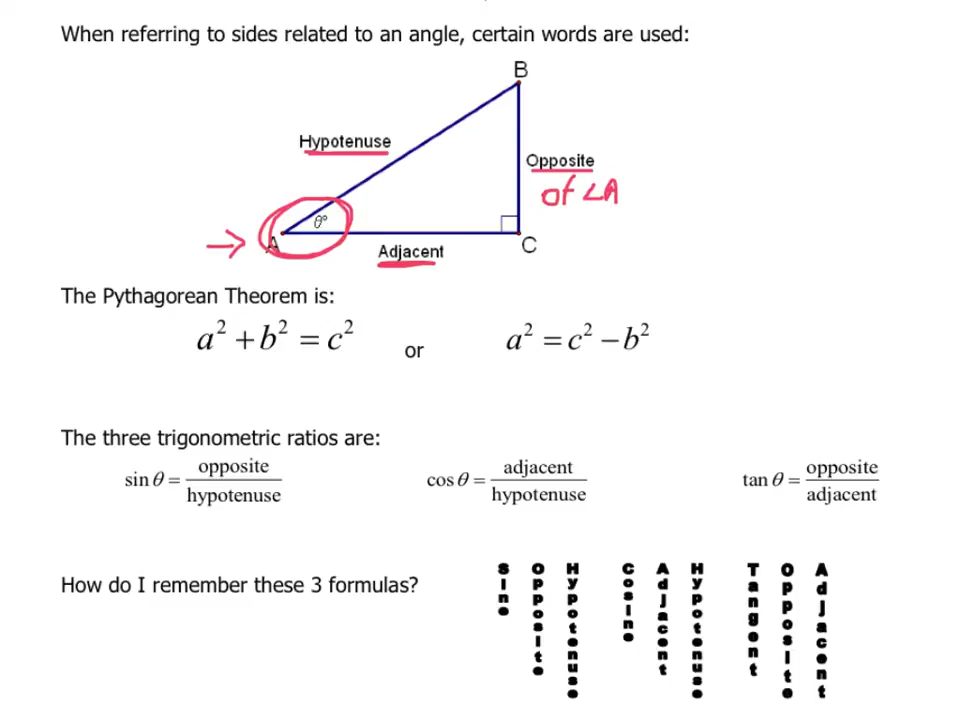 When referring to sides related to an angle, certain words are used:
B
Hypotenuse
Opposite
of ∠A
θ°
A
Adjacent
C
The Pythagorean Theorem is:
a² + b² = c² or a² = c² − b²
The three trigonometric ratios are:
sin θ = opposite / hypotenuse
cos θ = adjacent / hypotenuse
tan θ = opposite / adjacent
How do I remember these 3 formulas?
Sine
Opposite
Hypotenuse
Cosine
Adjacent
Hypotenuse
Tangent
Opposite
Adjacent